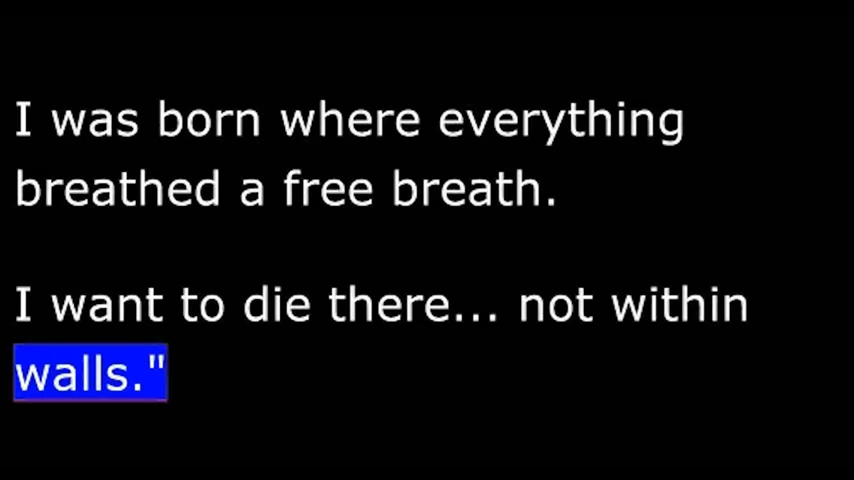 I was born where everything
breathed a free breath.
I want to die there... not within
walls."